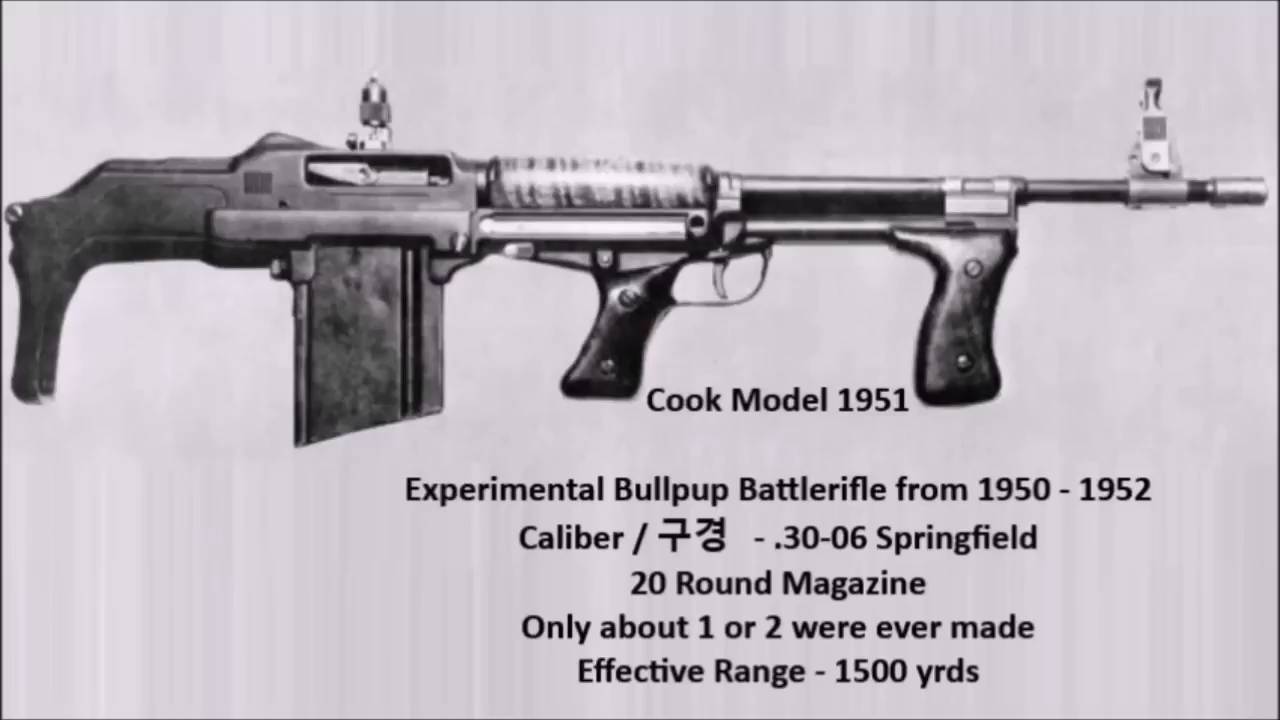 Cook Model 1951
Experimental Bullpup Battlerifle from 1950 - 1952
Caliber / 구경 - .30-06 Springfield
20 Round Magazine
Only about 1 or 2 were ever made
Effective Range - 1500 yrds